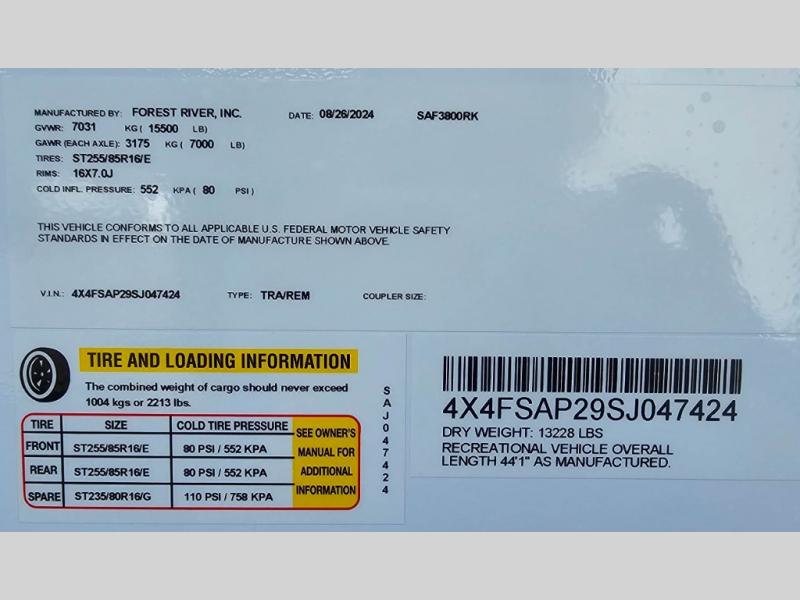 MANUFACTURED BY: FOREST RIVER, INC. DATE: 08/26/2024 SAF3800RK
GVWR: 7031 KG ( 15500 LB)
GAWR (EACH AXLE): 3175 KG ( 7000 LB)
TIRES: ST255/85R16/E
RIMS: 16X7.0J
COLD INFL. PRESSURE: 552 KPA ( 80 PSI )
THIS VEHICLE CONFORMS TO ALL APPLICABLE U.S. FEDERAL MOTOR VEHICLE SAFETY
STANDARDS IN EFFECT ON THE DATE OF MANUFACTURE SHOWN ABOVE.
V.I.N.: 4X4FSAP29SJ047424 TYPE: TRA/REM COUPLER SIZE:
TIRE AND LOADING INFORMATION
The combined weight of cargo should never exceed
1004 kgs or 2213 lbs.
TIRE SIZE COLD TIRE PRESSURE
FRONT ST255/85R16/E 80 PSI / 552 KPA
REAR ST255/85R16/E 80 PSI / 552 KPA
SPARE ST235/80R16/G 110 PSI / 758 KPA
SEE OWNER'S
MANUAL FOR
ADDITIONAL
INFORMATION
SAJ047424
4X4FSAP29SJ047424
DRY WEIGHT: 13228 LBS
RECREATIONAL VEHICLE OVERALL
LENGTH 44'1" AS MANUFACTURED.